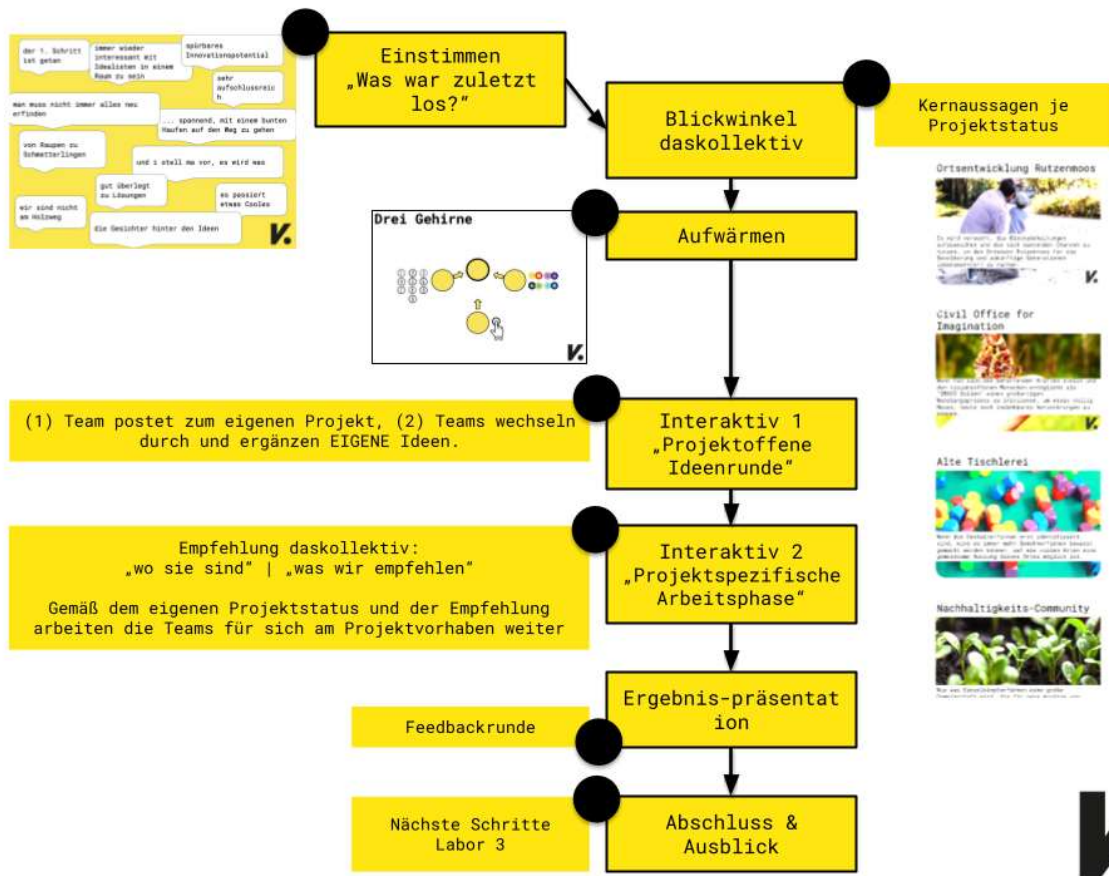 der 1. Schritt
ist getan
immer wieder
interessant mit
Idealisten in einem
Raum zu sein
spürbares
Innovationspotential
sehr
aufschlussreic
h
man muss nicht immer alles neu
erfinden
... spannend, mit einem bunten
Haufen auf den Weg zu gehen
von Raupen zu
Schmetterlingen
und i stell ma vor, es wird was
gut überlegt
zu Lösungen
es passiert
etwas Cooles
wir sind nicht
am Holzweg
die Gesichter hinter den Ideen
V.
Einstimmen
„Was war zuletzt
los?“
Blickwinkel
daskollektiv
Kernaussagen je
Projektstatus
Drei Gehirne
V.
Aufwärmen
Ortsentwicklung Rutzenmoos
V.
Civil Office for
Imagination
V.
Alte Tischlerei
V.
Nachhaltigkeits-Community
(1) Team postet zum eigenen Projekt, (2) Teams wechseln
durch und ergänzen EIGENE Ideen.
Interaktiv 1
„Projektoffene
Ideenrunde“
Empfehlung daskollektiv:
„wo sie sind“ | „was wir empfehlen“
Gemäß dem eigenen Projektstatus und der Empfehlung
arbeiten die Teams für sich am Projektvorhaben weiter
Interaktiv 2
„Projektspezifische
Arbeitsphase“
Feedbackrunde
Ergebnis-präsentat
ion
Nächste Schritte
Labor 3
Abschluss &
Ausblick